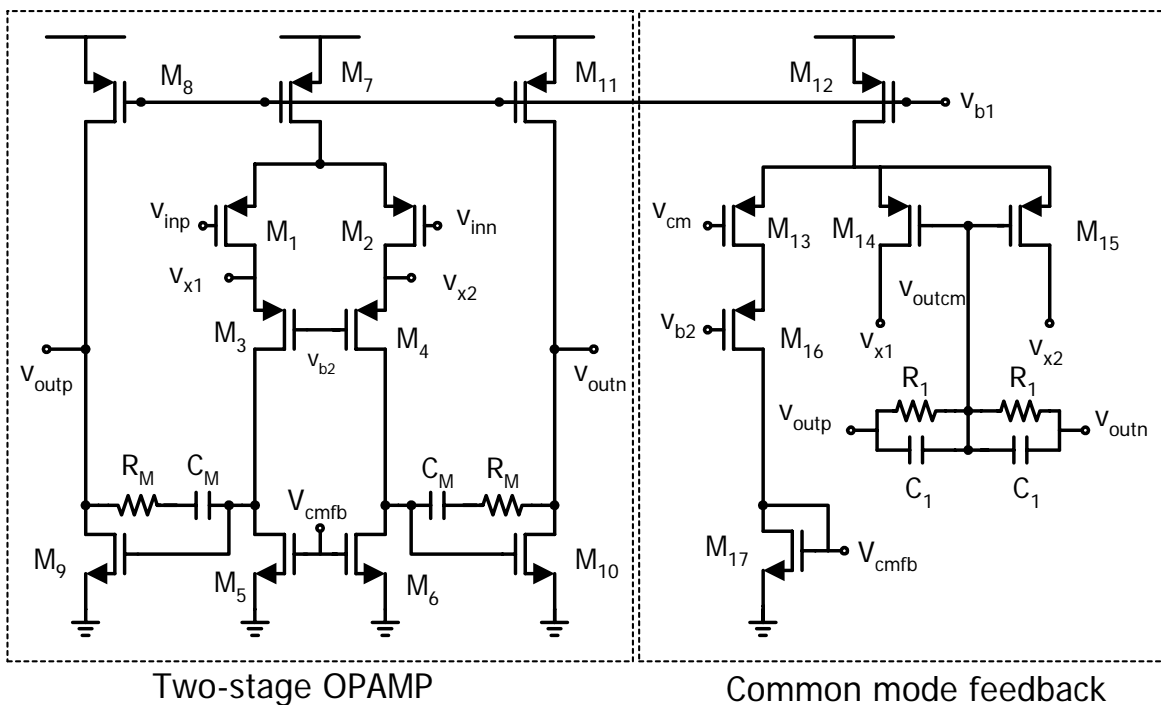 M8
M7
M11
M12
vb1
vinp
M1
M2
vinn
vcm
M13
M14
M15
vx1
vx2
M3
vb2
M4
voutcm
vb2
M16
vx1
vx2
voutp
voutn
R1
R1
voutp
voutn
C1
C1
RM
CM
CM
RM
Vcmfb
M9
M5
M6
M10
M17
Vcmfb
Two-stage OPAMP
Common mode feedback